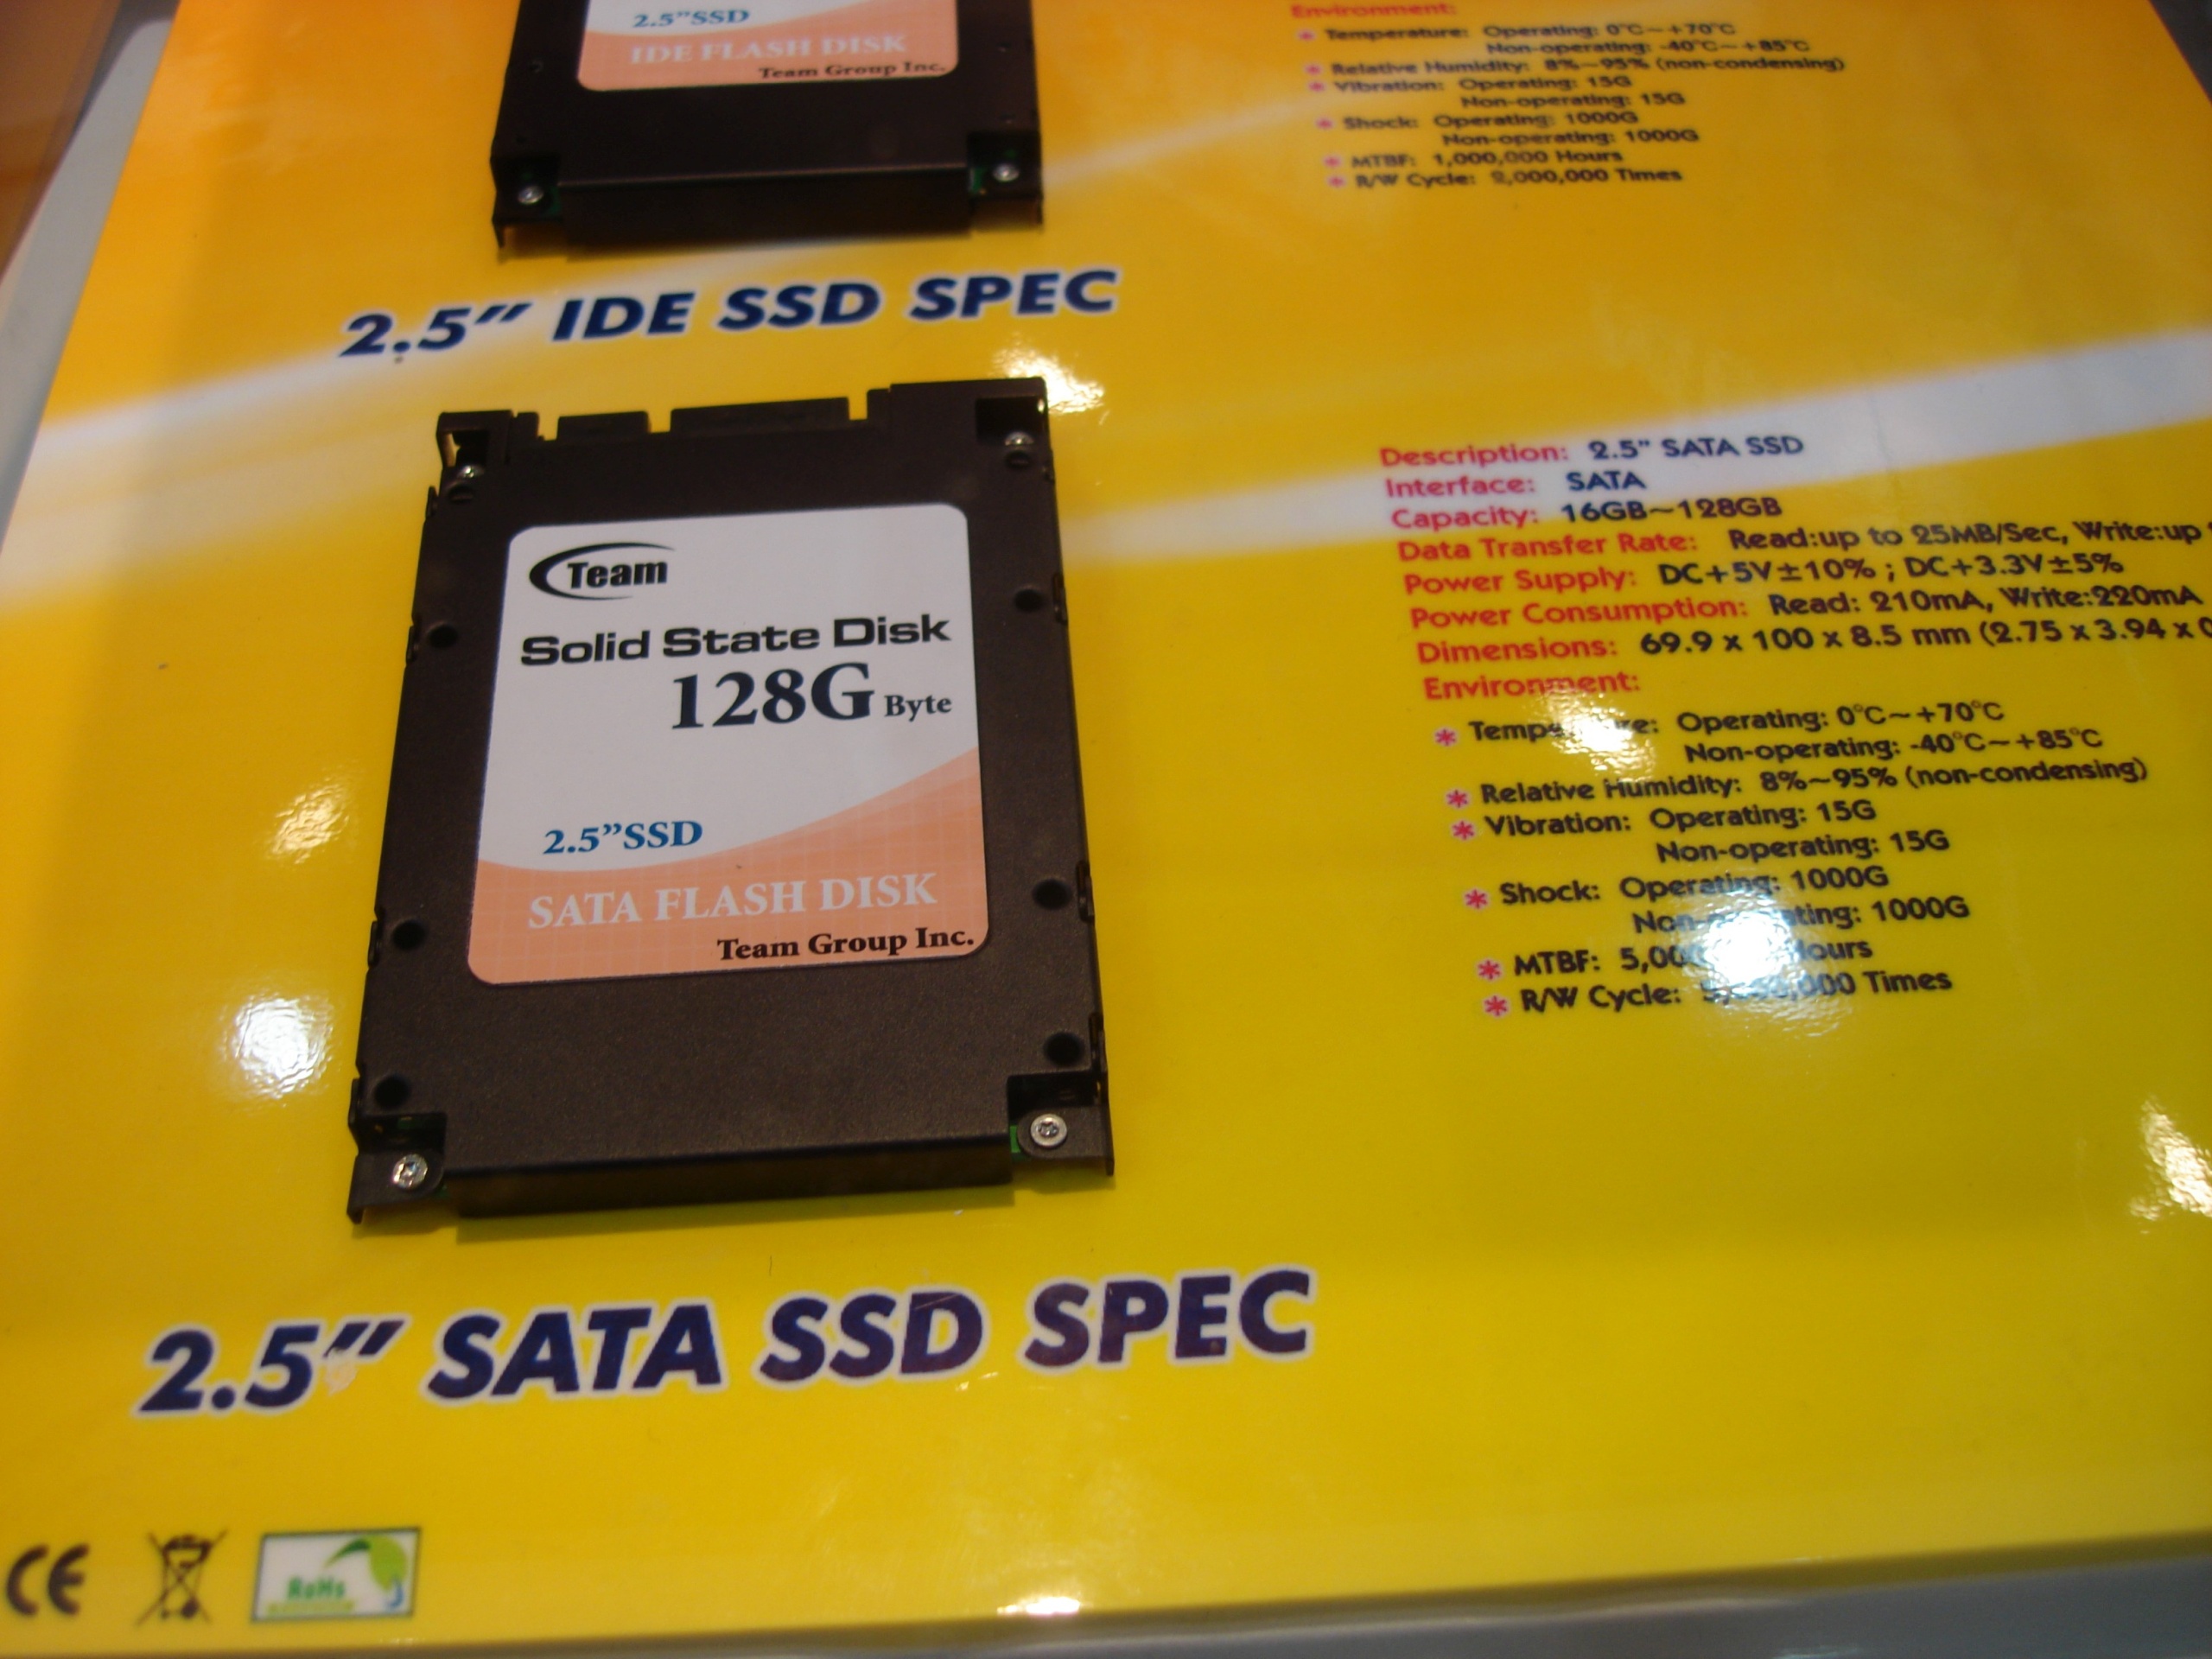 2.5"SSD
IDE FLASH DISK
Team Group Inc.
Environment:
* Temperature: Operating: 0°C~+70°C
Non-operating: -40°C~+85°C
* Relative Humidity: 8%~95% (non-condensing)
* Vibration: Operating: 15G
Non-operating: 15G
* Shock: Operating: 1000G
Non-operating: 1000G
* MTBF: 1,000,000 Hours
* R/W Cycle: 2,000,000 Times
2.5" IDE SSD SPEC
Team
Solid State Disk
128G Byte
2.5"SSD
SATA FLASH DISK
Team Group Inc.
Description: 2.5" SATA SSD
Interface: SATA
Capacity: 16GB~128GB
Data Transfer Rate: Read:up to 25MB/Sec, Write:up
Power Supply: DC+5V±10% ; DC+3.3V±5%
Power Consumption: Read: 210mA, Write:220mA
Dimensions: 69.9 x 100 x 8.5 mm (2.75 x 3.94 x
Environment:
* Temperature: Operating: 0°C~+70°C
Non-operating: -40°C~+85°C
* Relative Humidity: 8%~95% (non-condensing)
* Vibration: Operating: 15G
Non-operating: 15G
* Shock: Operating: 1000G
Non-operating: 1000G
* MTBF: Hours
* R/W Cycle: Times
2.5" SATA SSD SPEC
CE
RoHs